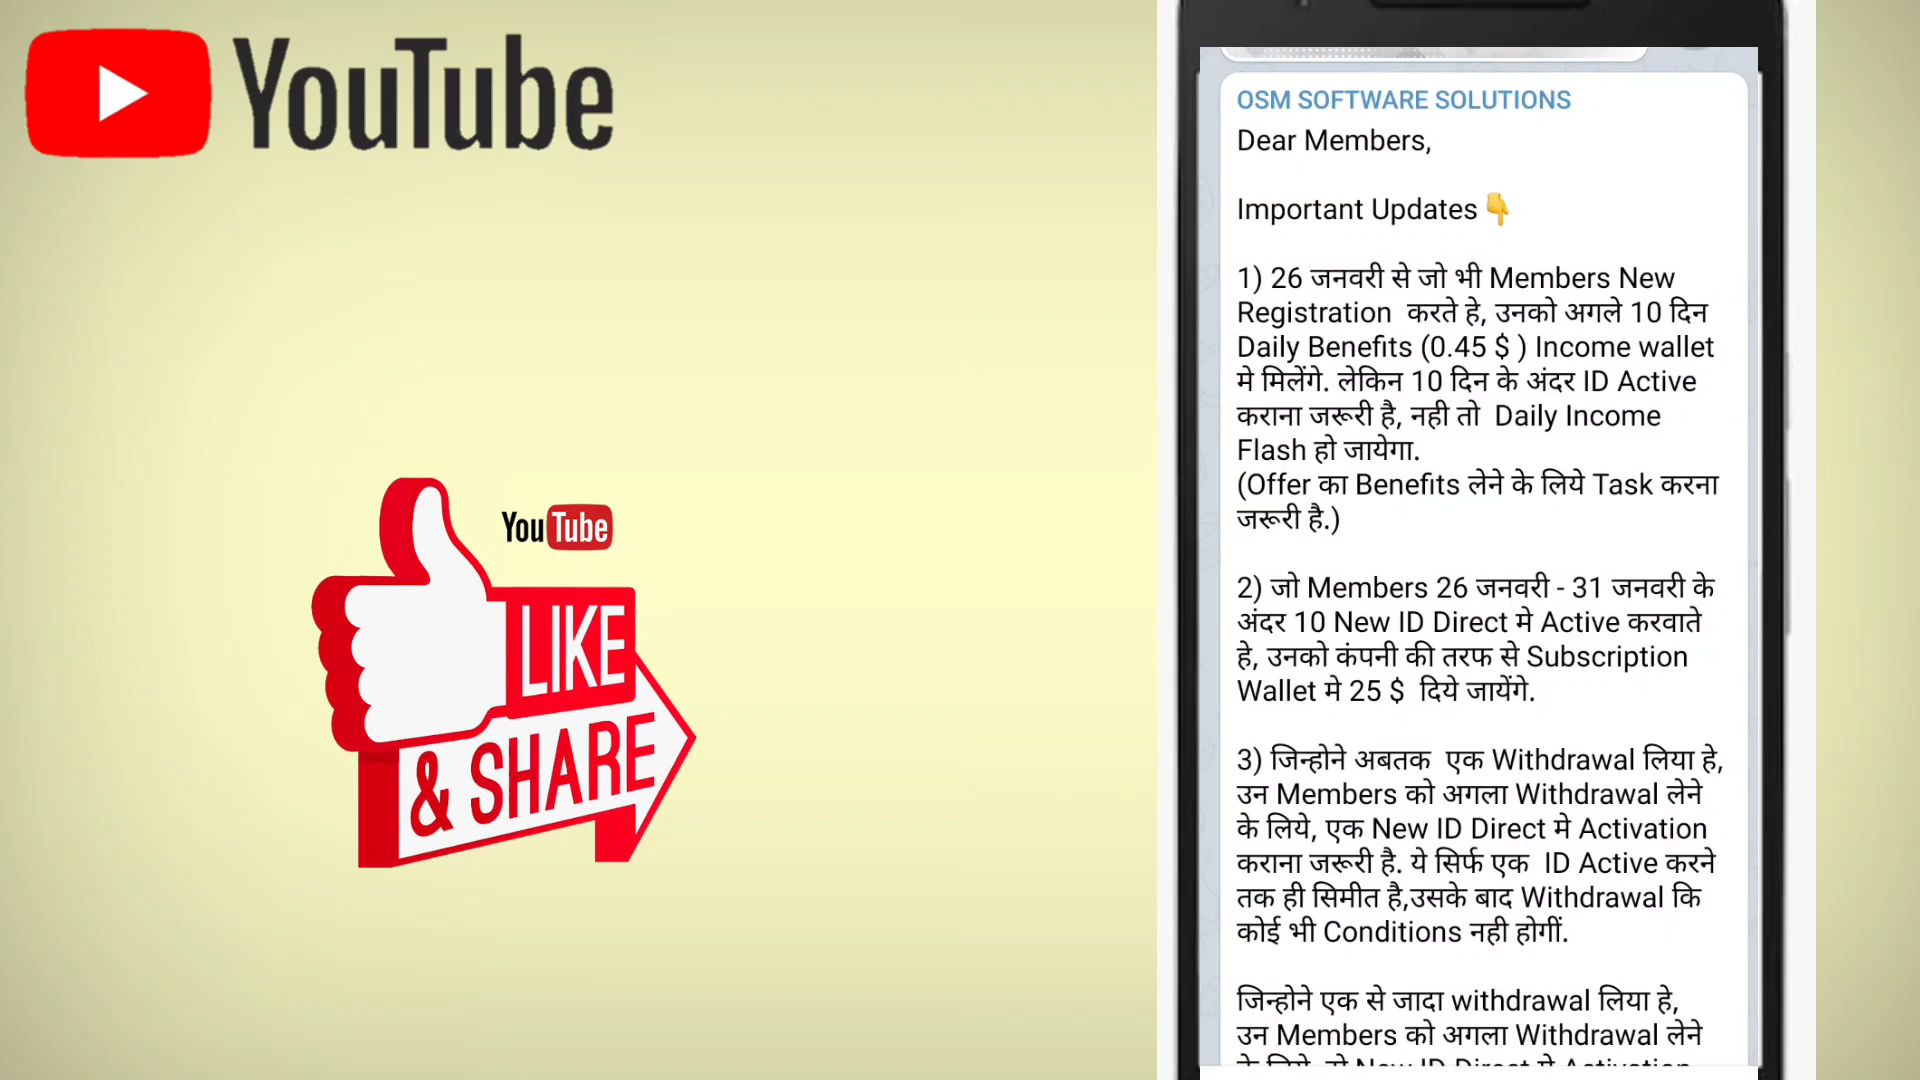 YouTube
YouTube
LIKE
& SHARE
OSM SOFTWARE SOLUTIONS
Dear Members,
Important Updates👇
1) 26 जनवरी से जो भी Members New
Registration करते हे, उनको अगले 10 दिन
Daily Benefits (0.45 $ ) Income wallet
मे मिलेंगे. लेकिन 10 दिन के अंदर ID Active
कराना जरूरी है, नही तो Daily Income
Flash हो जायेगा.
(Offer का Benefits लेने के लिये Task करना
जरूरी है.)
2) जो Members 26 जनवरी - 31 जनवरी के
अंदर 10 New ID Direct मे Active करवाते
हे, उनको कंपनी की तरफ से Subscription
Wallet मे 25 $ दिये जायेंगे.
3) जिन्होने अबतक एक Withdrawal लिया हे,
उन Members को अगला Withdrawal लेने
के लिये, एक New ID Direct मे Activation
कराना जरूरी है. ये सिर्फ एक ID Active करने
तक ही सिमीत है,उसके बाद Withdrawal कि
कोई भी Conditions नही होगीं.
जिन्होने एक से जादा withdrawal लिया हे,
उन Members को अगला Withdrawal लेने
New ID Direct मे Activation